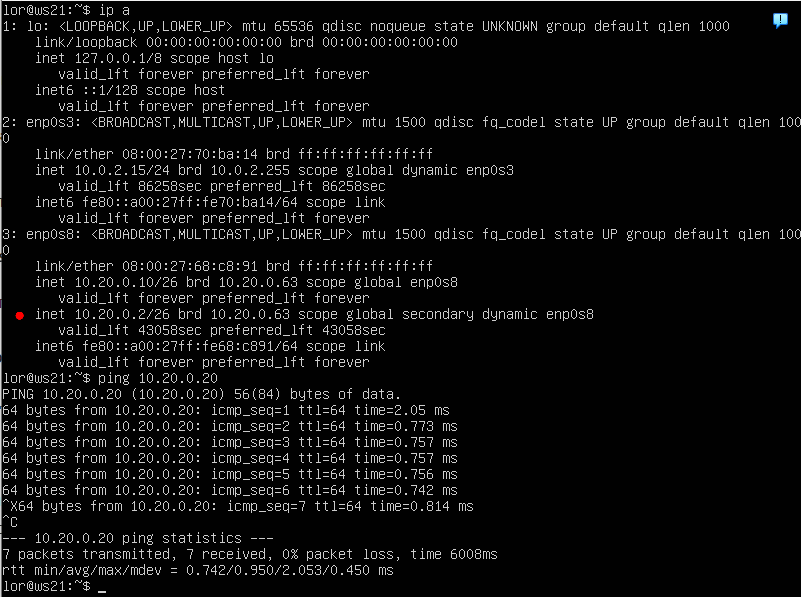 lor@ws21:~$ ip a
1: lo: <LOOPBACK,UP,LOWER_UP> mtu 65536 qdisc noqueue state UNKNOWN group default qlen 1000
    link/loopback 00:00:00:00:00:00 brd 00:00:00:00:00:00
    inet 127.0.0.1/8 scope host lo
       valid_lft forever preferred_lft forever
    inet6 ::1/128 scope host
       valid_lft forever preferred_lft forever
2: enp0s3: <BROADCAST,MULTICAST,UP,LOWER_UP> mtu 1500 qdisc fq_codel state UP group default qlen 100
0
    link/ether 08:00:27:70:ba:14 brd ff:ff:ff:ff:ff:ff
    inet 10.0.2.15/24 brd 10.0.2.255 scope global dynamic enp0s3
       valid_lft 86258sec preferred_lft 86258sec
    inet6 fe80::a00:27ff:fe70:ba14/64 scope link
       valid_lft forever preferred_lft forever
3: enp0s8: <BROADCAST,MULTICAST,UP,LOWER_UP> mtu 1500 qdisc fq_codel state UP group default qlen 100
0
    link/ether 08:00:27:68:c8:91 brd ff:ff:ff:ff:ff:ff
    inet 10.20.0.10/26 brd 10.20.0.63 scope global enp0s8
       valid_lft forever preferred_lft forever
    inet 10.20.0.2/26 brd 10.20.0.63 scope global secondary dynamic enp0s8
       valid_lft 43058sec preferred_lft 43058sec
    inet6 fe80::a00:27ff:fe68:c891/64 scope link
       valid_lft forever preferred_lft forever
lor@ws21:~$ ping 10.20.0.20
PING 10.20.0.20 (10.20.0.20) 56(84) bytes of data.
64 bytes from 10.20.0.20: icmp_seq=1 ttl=64 time=2.05 ms
64 bytes from 10.20.0.20: icmp_seq=2 ttl=64 time=0.773 ms
64 bytes from 10.20.0.20: icmp_seq=3 ttl=64 time=0.757 ms
64 bytes from 10.20.0.20: icmp_seq=4 ttl=64 time=0.757 ms
64 bytes from 10.20.0.20: icmp_seq=5 ttl=64 time=0.756 ms
64 bytes from 10.20.0.20: icmp_seq=6 ttl=64 time=0.742 ms
^X64 bytes from 10.20.0.20: icmp_seq=7 ttl=64 time=0.814 ms
^C
--- 10.20.0.20 ping statistics ---
7 packets transmitted, 7 received, 0% packet loss, time 6008ms
rtt min/avg/max/mdev = 0.742/0.950/2.053/0.450 ms
lor@ws21:~$ _